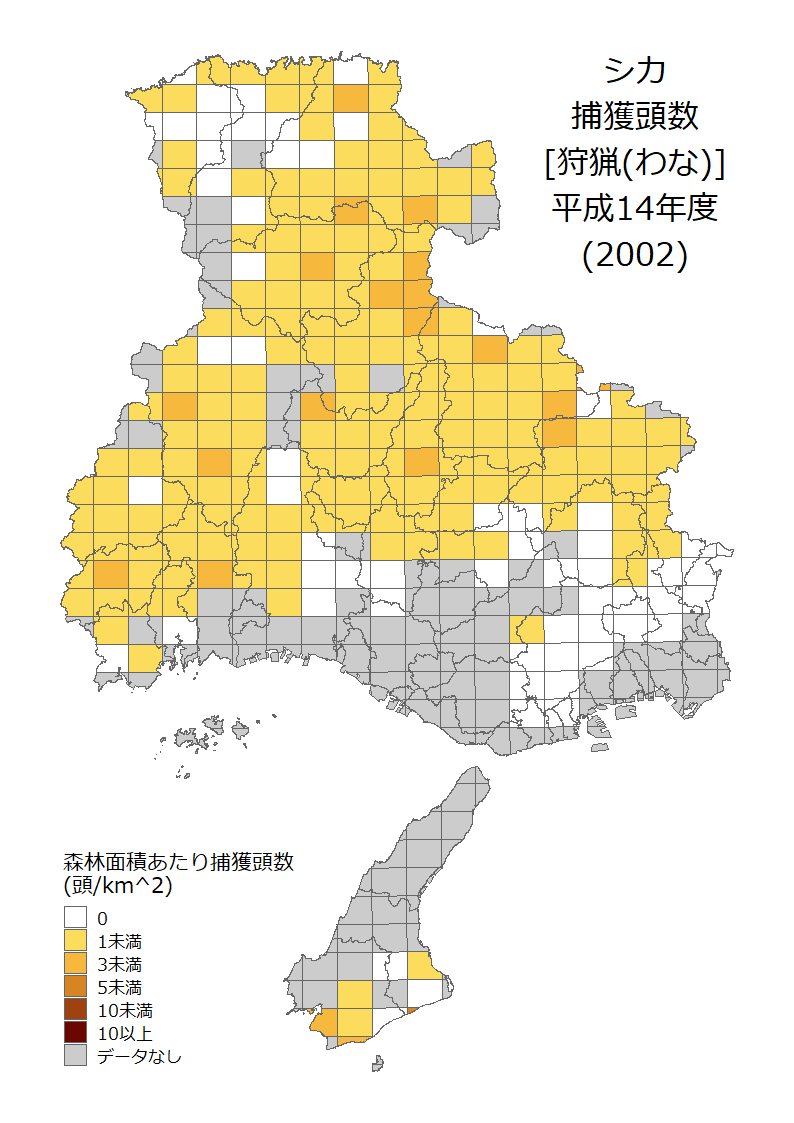 シカ
捕獲頭数
[狩猟(わな)]
平成14年度
(2002)
森林面積あたり捕獲頭数
(頭/km^2)
0
1未満
3未満
5未満
10未満
10以上
データなし